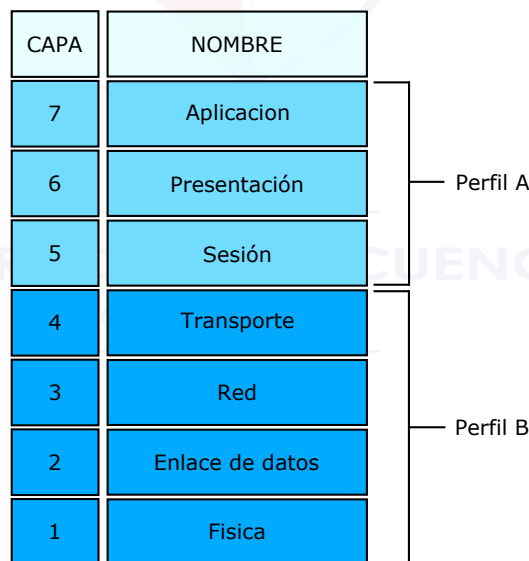 CAPA NOMBRE
7 Aplicacion
6 Presentación
Perfil A
5 Sesión
CUENC
4 Transporte
3 Red
Perfil B
2 Enlace de datos
1 Fisica